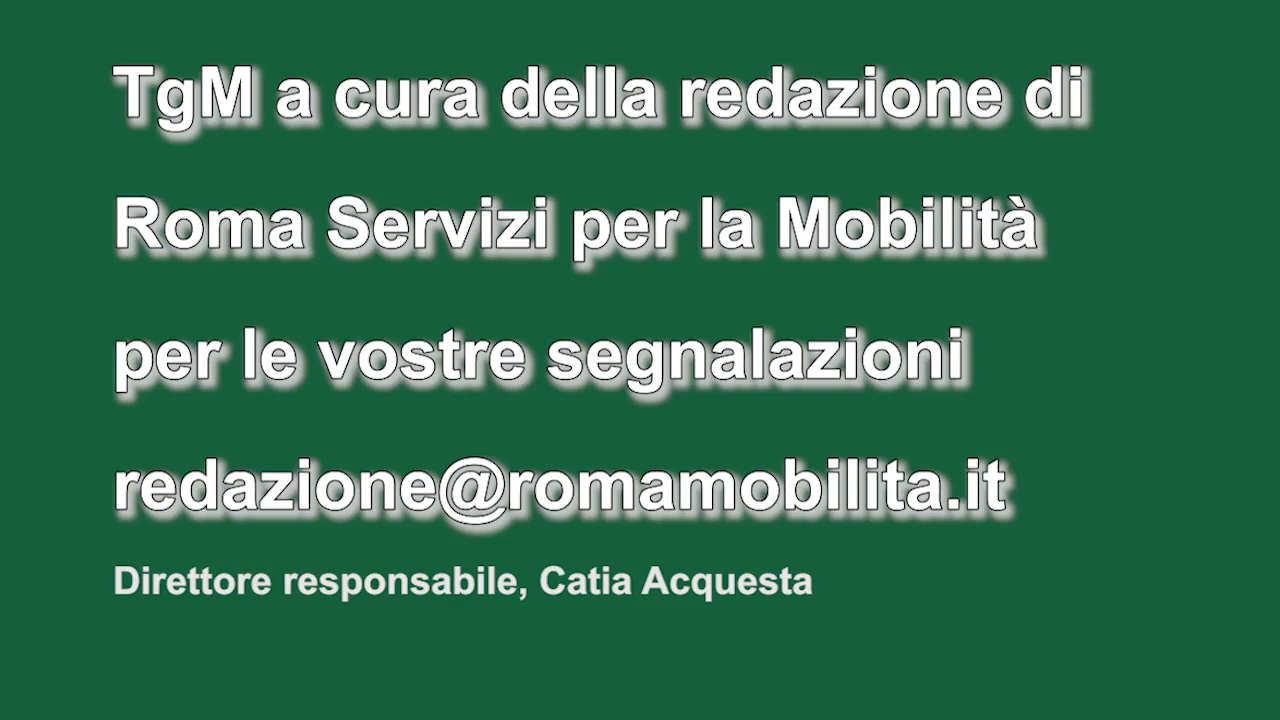 TgM a cura della redazione di
Roma Servizi per la Mobilità
per le vostre segnalazioni
redazione@romamobilita.it
Direttore responsabile, Catia Acquesta